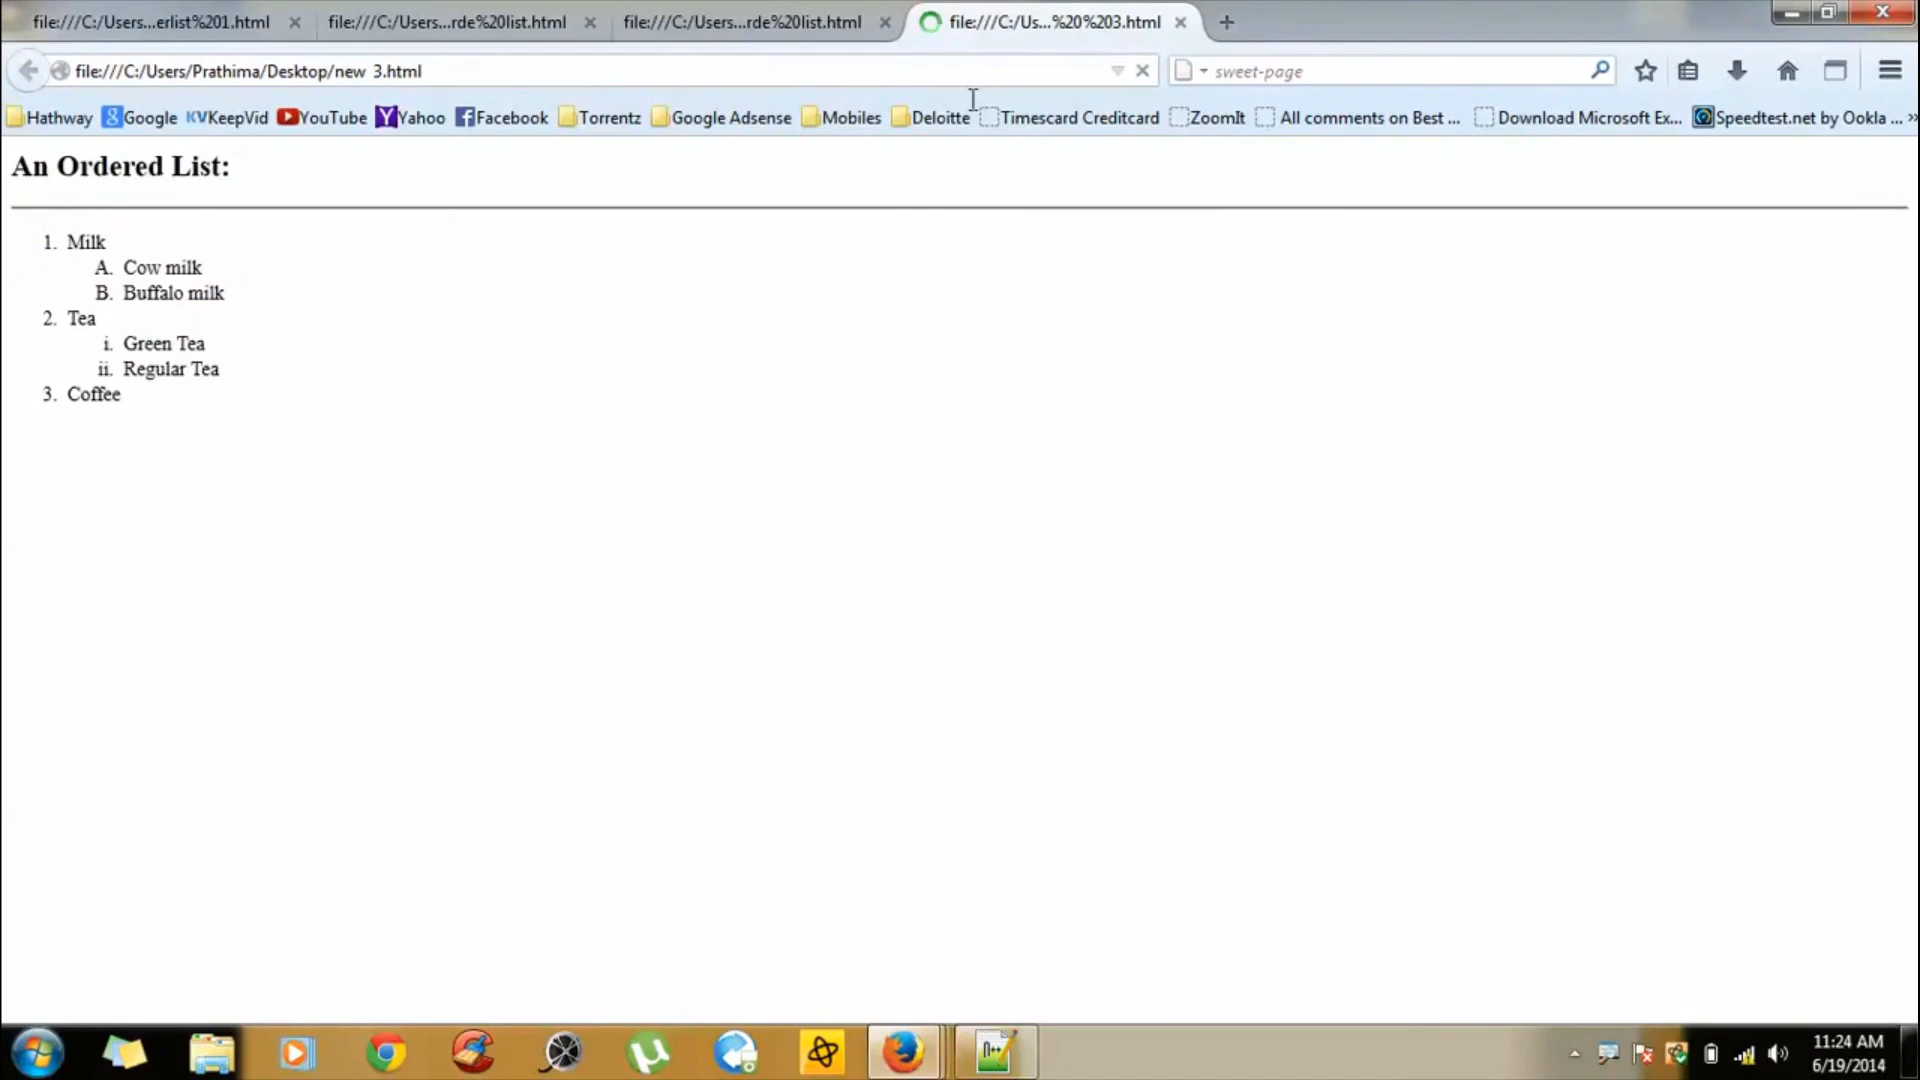 file:///C:/Users...erlist%201.html
file:///C:/Users...rde%20list.html
file:///C:/Users...rde%20list.html
file:///C:/Us...%20%203.html
file:///C:/Users/Prathima/Desktop/new 3.html
sweet-page
Hathway Google KVKeepVid YouTube Yahoo Facebook Torrentz Google Adsense Mobiles Deloitte Timescard Creditcard ZoomIt All comments on Best ... Download Microsoft Ex... Speedtest.net by Ookla ...
An Ordered List:
1. Milk
A. Cow milk
B. Buffalo milk
2. Tea
i. Green Tea
ii. Regular Tea
3. Coffee
11:24 AM
6/19/2014